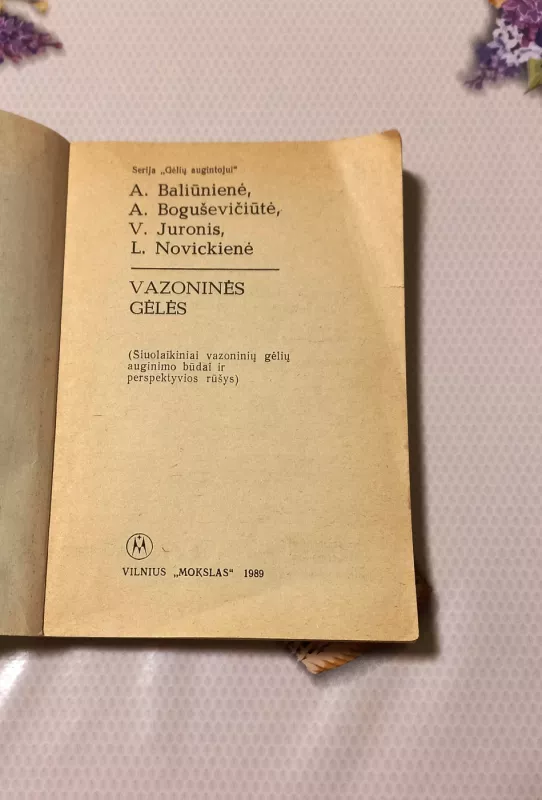 Serija „Gėlių augintojui“
A. Baliūnienė,
A. Boguševičiūtė,
V. Juronis,
L. Novickienė
VAZONINĖS
GĖLĖS
(Šiuolaikiniai vazoninių gėlių
auginimo būdai ir
perspektyvios rūšys)
VILNIUS „MOKSLAS“ 1989